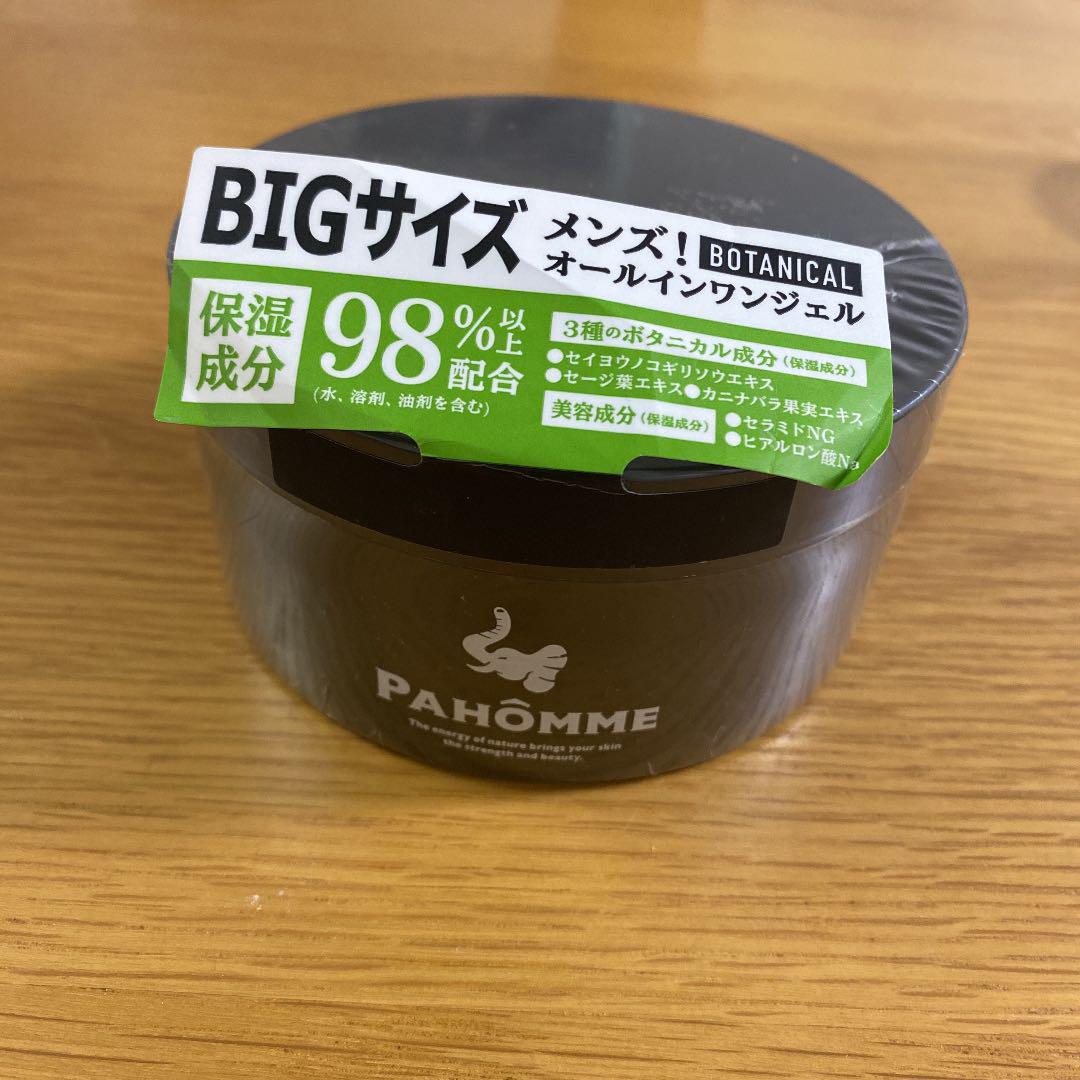 BIGサイズ
メンズ！ BOTANICAL
オールインワンジェル
保湿
成分
98%以上
配合
(水、溶剤、油剤を含む)
3種のボタニカル成分(保湿成分)
●セイヨウノコギリソウエキス
●セージ葉エキス●カニナバラ果実エキス
美容成分(保湿成分)
●セラミドNG
●ヒアルロン酸Na
PAHÔMME
The energy of nature brings your skin
the strength and beauty.